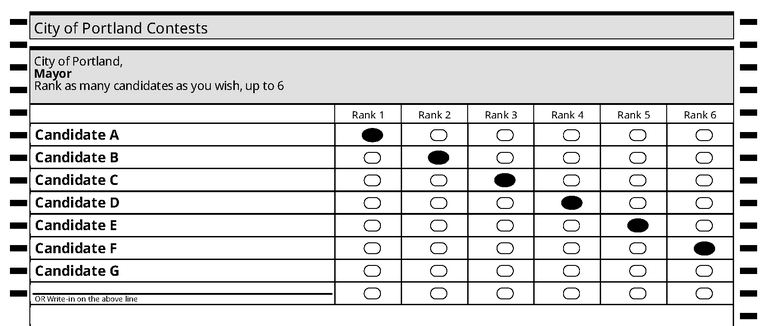 City of Portland Contests
City of Portland,
Mayor
Rank as many candidates as you wish, up to 6
Rank 1 Rank 2 Rank 3 Rank 4 Rank 5 Rank 6
Candidate A
Candidate B
Candidate C
Candidate D
Candidate E
Candidate F
Candidate G
OR Write-in on the above line